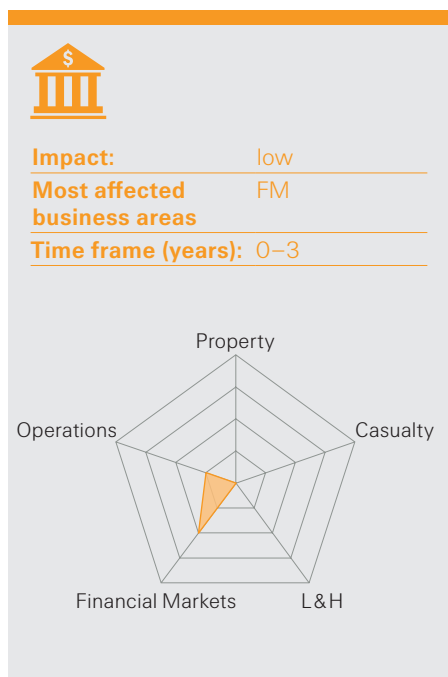 $
Impact: low
Most affected FM
business areas
Time frame (years): 0–3
Property
Operations Casualty
Financial Markets L&H